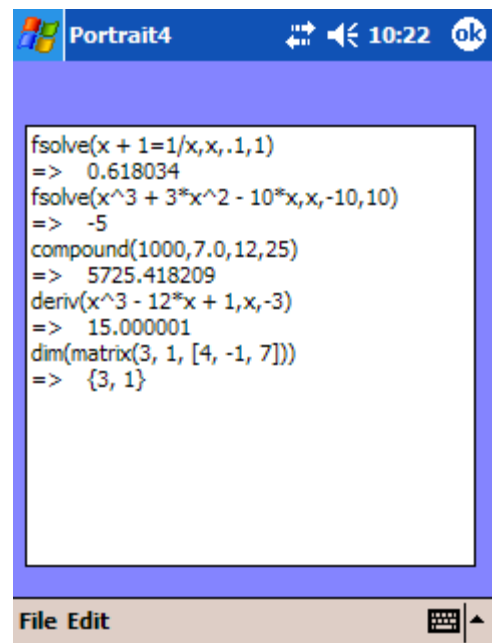 Portrait4 10:22 ok
fsolve(x + 1=1/x,x,.1,1)
=> 0.618034
fsolve(x^3 + 3*x^2 - 10*x,x,-10,10)
=> -5
compound(1000,7.0,12,25)
=> 5725.418209
deriv(x^3 - 12*x + 1,x,-3)
=> 15.000001
dim(matrix(3, 1, [4, -1, 7]))
=> {3, 1}
File Edit